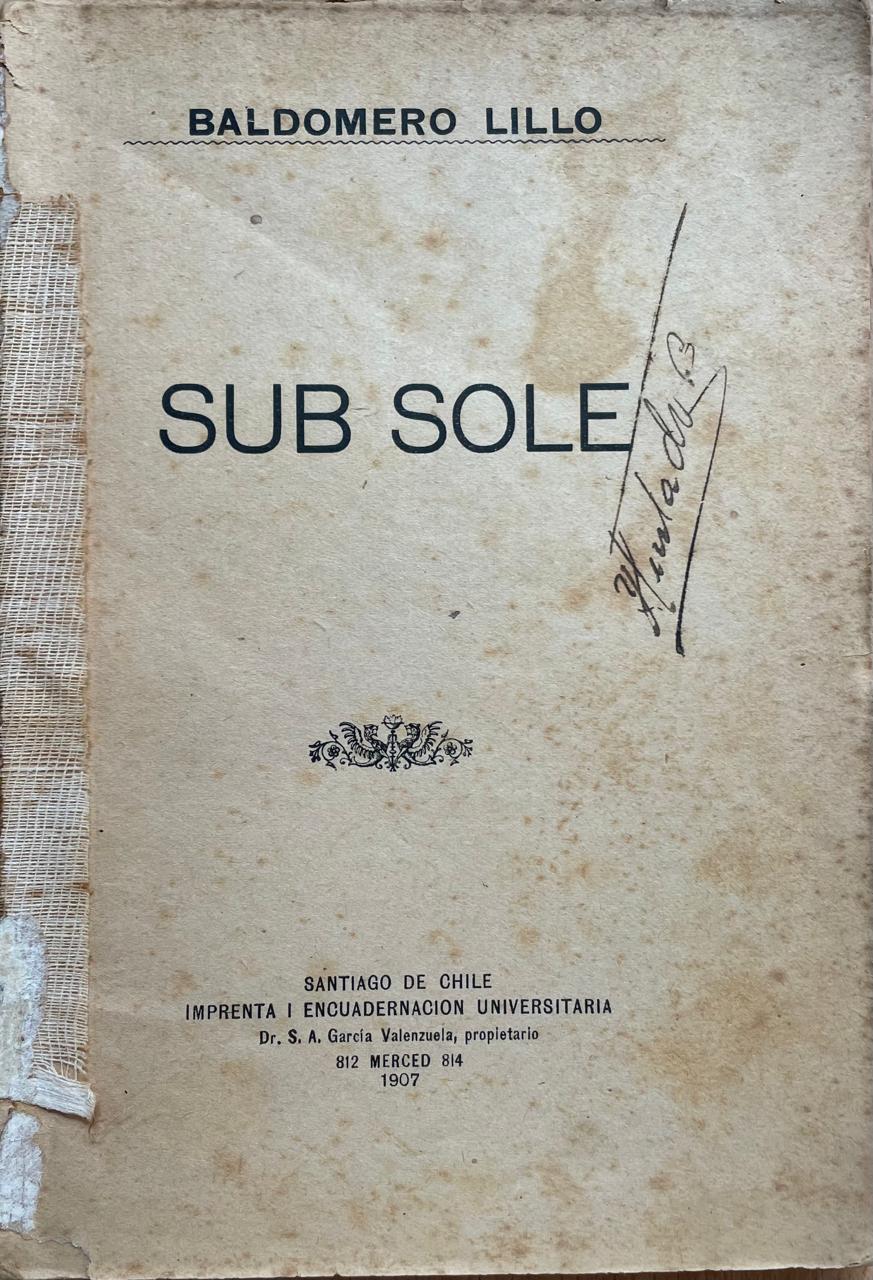 BALDOMERO LILLO
SUB SOLE
SANTIAGO DE CHILE
IMPRENTA I ENCUADERNACION UNIVERSITARIA
Dr. S. A. García Valenzuela, propietario
812 MERCED 814
1907